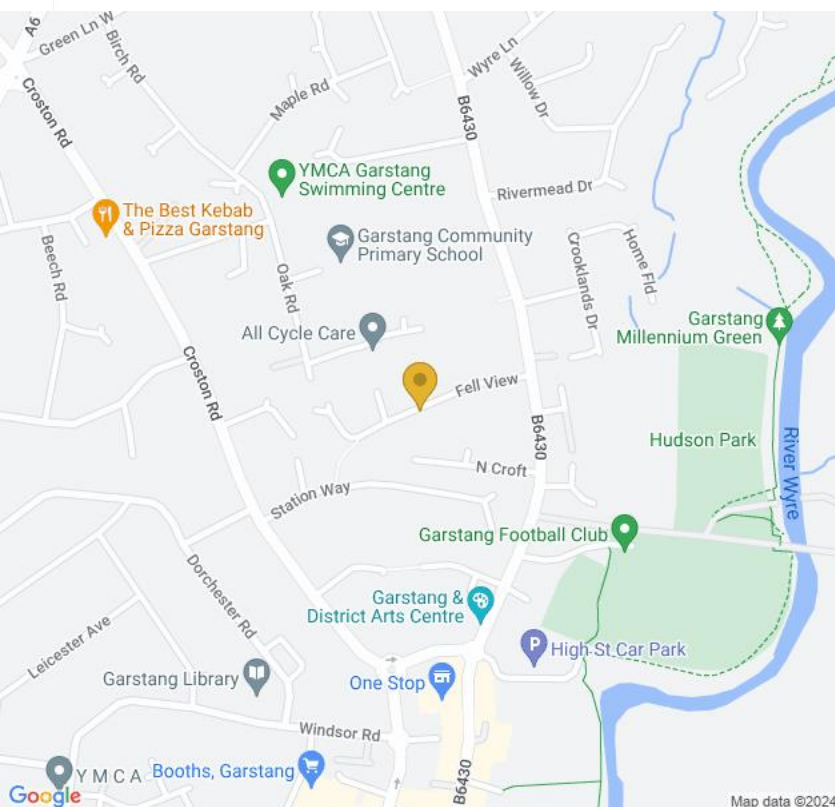 A6
Green Ln W
Birch Rd
Wyre Ln
Willow Dr
Maple Rd
Croston Rd
B6430
YMCA Garstang
Swimming Centre
Rivermead Dr
The Best Kebab
& Pizza Garstang
Garstang Community
Primary School
Beech Rd
Oak Rd
Crooklands Dr
Home Fld
All Cycle Care
Garstang
Millennium Green
Croston Rd
Fell View
B6430
Hudson Park
River Wyre
N Croft
Station Way
Garstang Football Club
Dorchester Rd
Garstang &
District Arts Centre
Leicester Ave
P
High St Car Park
Garstang Library
One Stop
Windsor Rd
YMCA
Booths, Garstang
B6430
Google
Map data ©2024